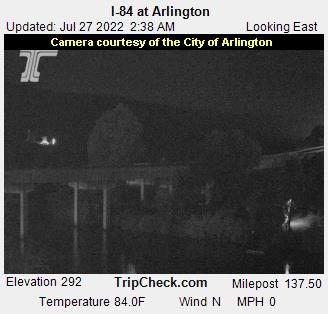 I-84 at Arlington
Updated: Jul 27 2022 2:38 AM Looking East
Camera courtesy of the City of Arlington
Elevation 292 TripCheck.com Milepost 137.50
Temperature 84.0F Wind N MPH 0